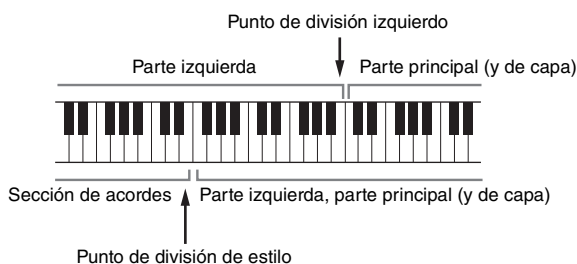 Punto de división izquierdo
Parte izquierda
Parte principal (y de capa)
Sección de acordes
Parte izquierda, parte principal (y de capa)
Punto de división de estilo